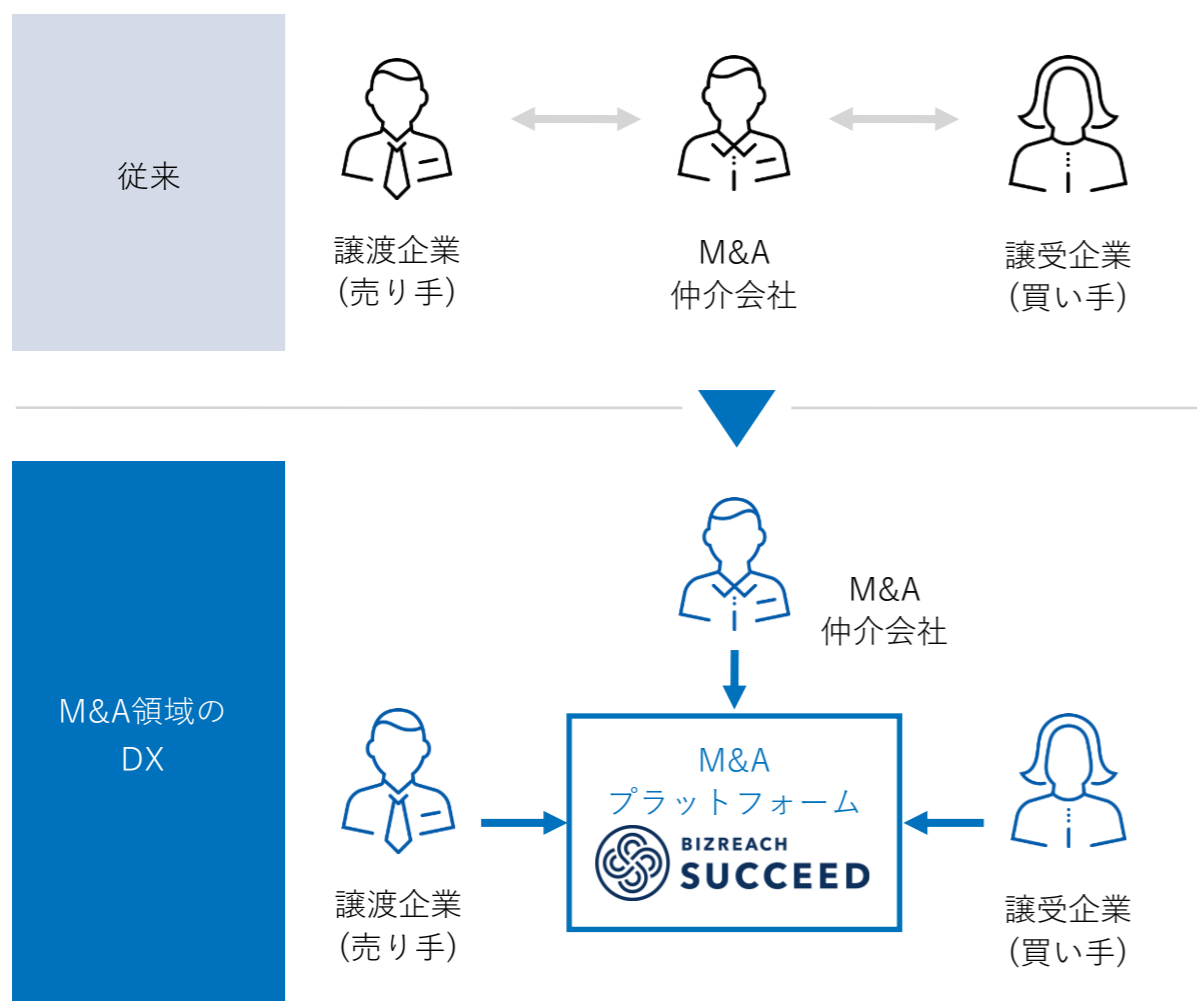 従来
譲渡企業
(売り手)
M&A
仲介会社
譲受企業
(買い手)
M&A領域の
DX
M&A
仲介会社
譲渡企業
(売り手)
M&A
プラットフォーム
BIZREACH
SUCCEED
譲受企業
(買い手)